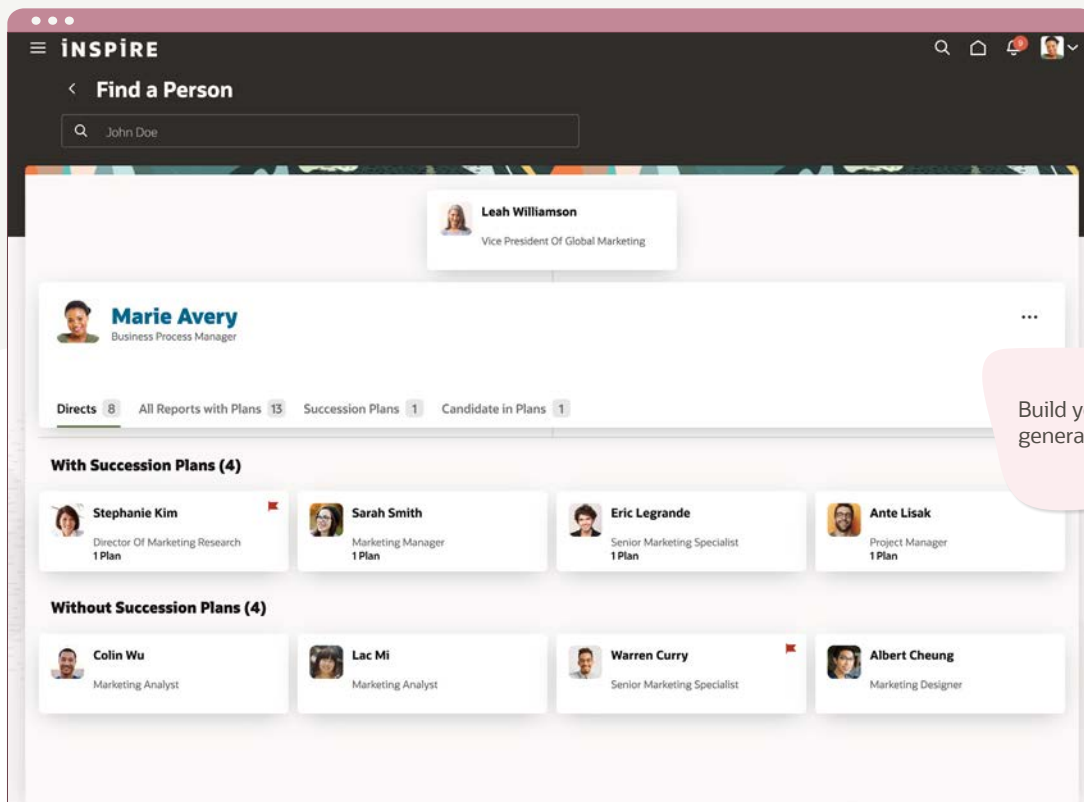 iNSPiRE
9
Find a Person
John Doe
Leah Williamson
Vice President Of Global Marketing
Marie Avery
Business Process Manager
Directs 8 All Reports with Plans 13 Succession Plans 1 Candidate in Plans 1
Build
genera
With Succession Plans (4)
Stephanie Kim
Director Of Marketing Research
1 Plan
Sarah Smith
Marketing Manager
1 Plan
Eric Legrande
Senior Marketing Specialist
1 Plan
Ante Lisak
Project Manager
1 Plan
Without Succession Plans (4)
Colin Wu
Marketing Analyst
Lac Mi
Marketing Analyst
Warren Curry
Senior Marketing Specialist
Albert Cheung
Marketing Designer